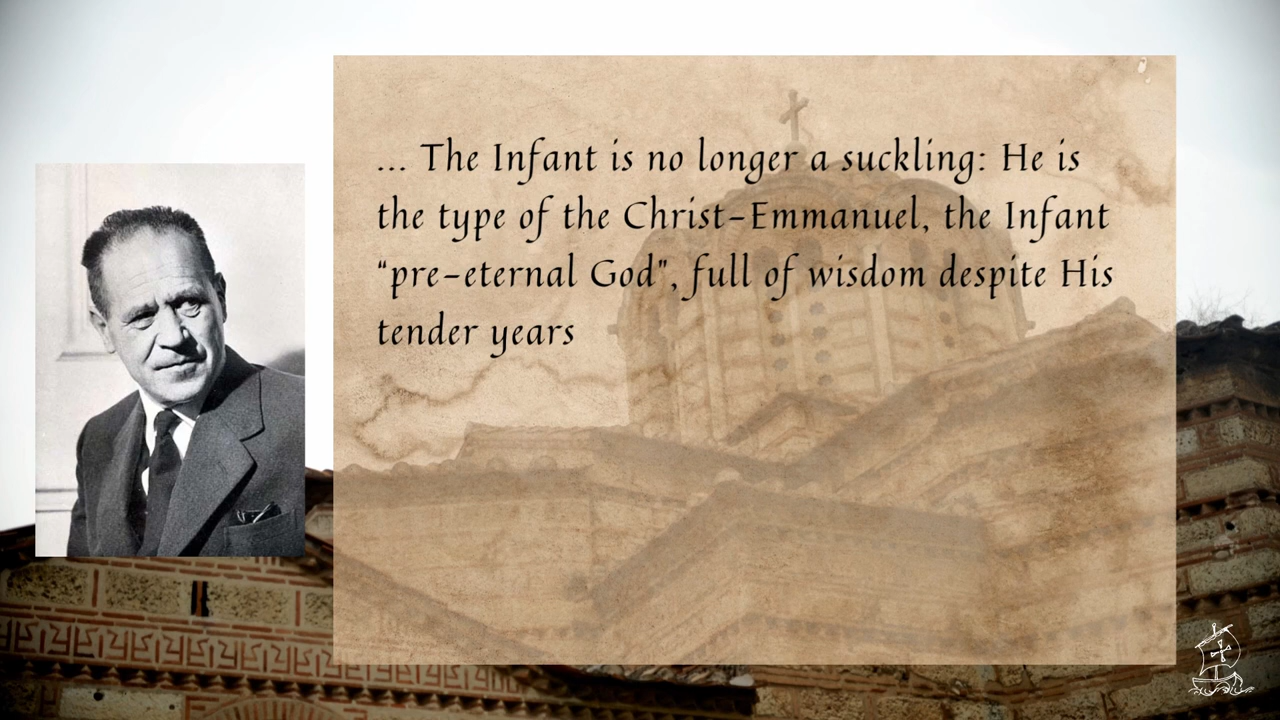 ... The Infant is no longer a suckling: He is
the type of the Christ-Emmanuel, the Infant
“pre-eternal God”, full of wisdom despite His
tender years